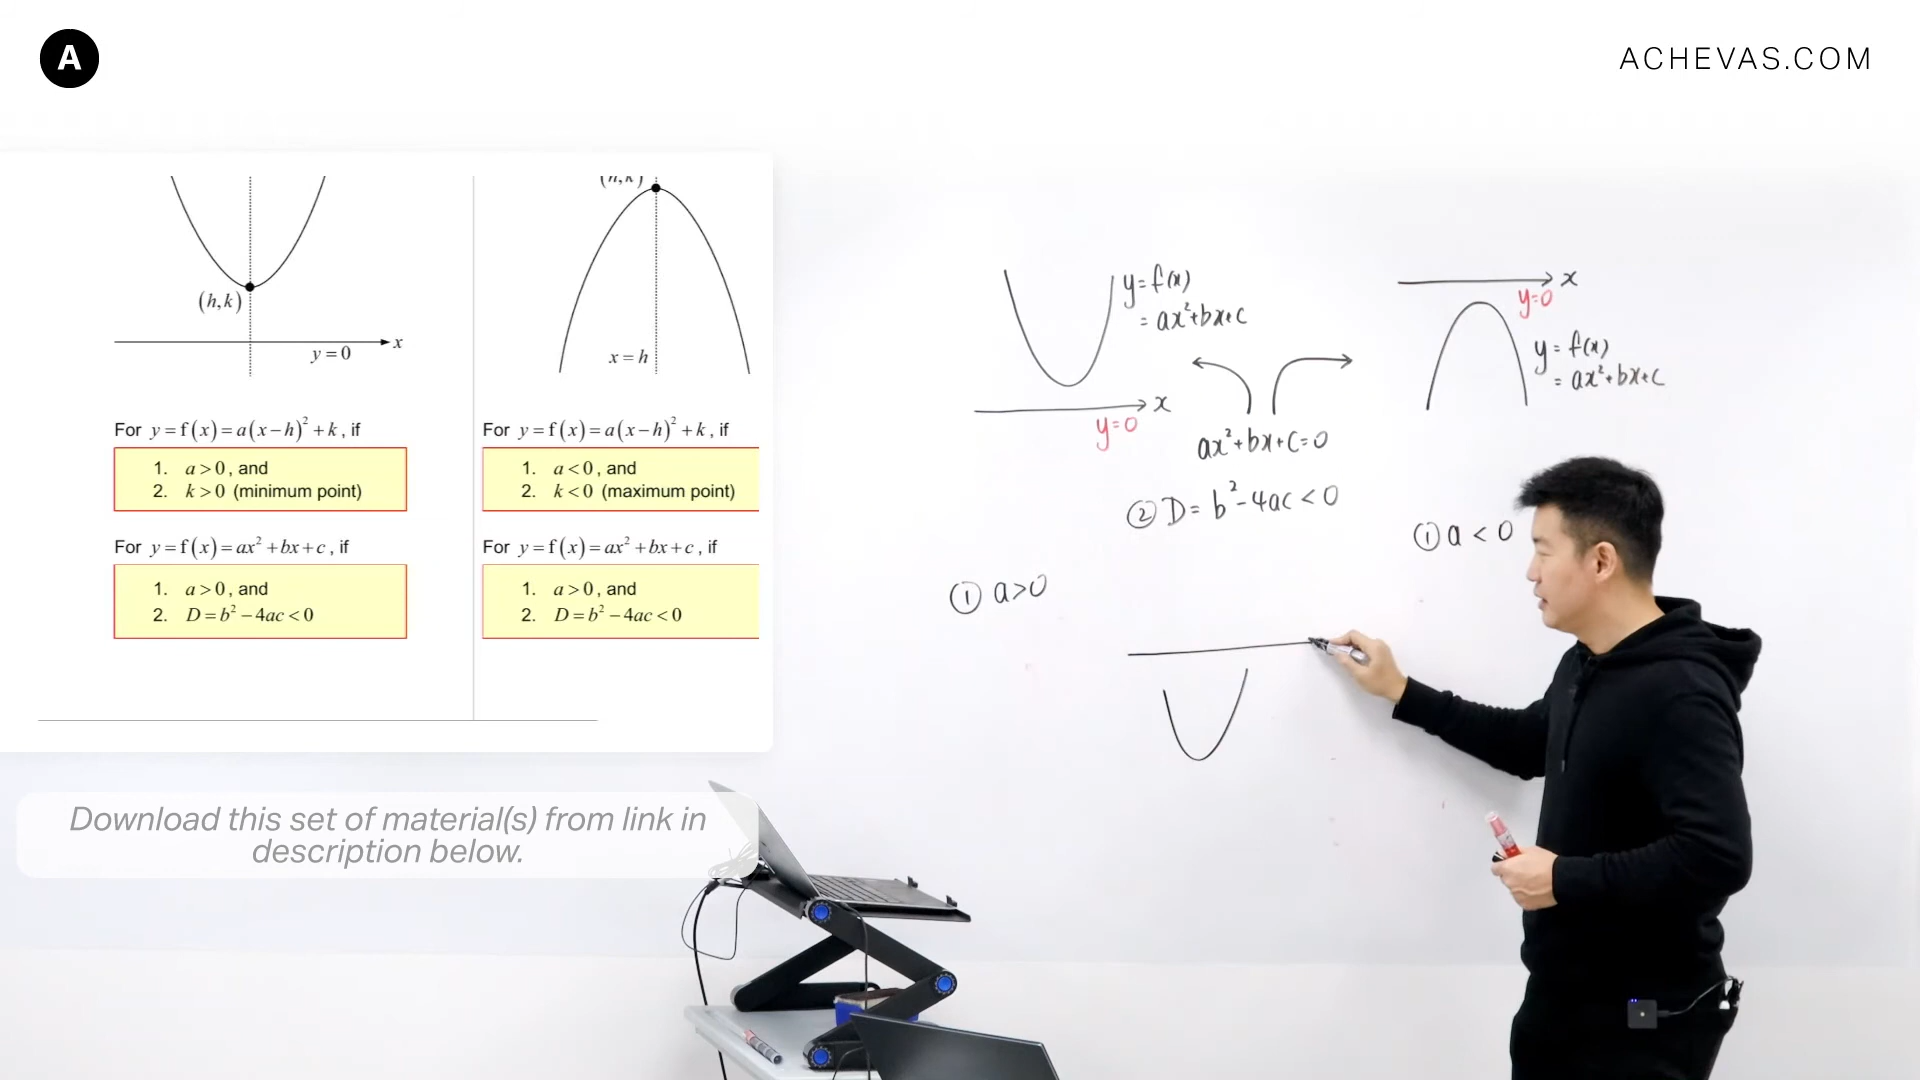 A
ACHEVAS.COM
(h,k)
y=0
x
For y=f(x)=a(x−h)²+k, if
1. a>0, and
2. k>0 (minimum point)
For y=f(x)=ax²+bx+c, if
1. a>0, and
2. D=b²−4ac<0
(h,k)
x=h
For y=f(x)=a(x−h)²+k, if
1. a<0, and
2. k<0 (maximum point)
For y=f(x)=ax²+bx+c, if
1. a>0, and
2. D=b²−4ac<0
Download this set of material(s) from link in
description below.
y=f(x)
=ax²+bx+c
x
y=0
ax²+bx+c=0
② D=b²-4ac<0
① a>0
x
y=0
y=f(x)
=ax²+bx+c
① a<0